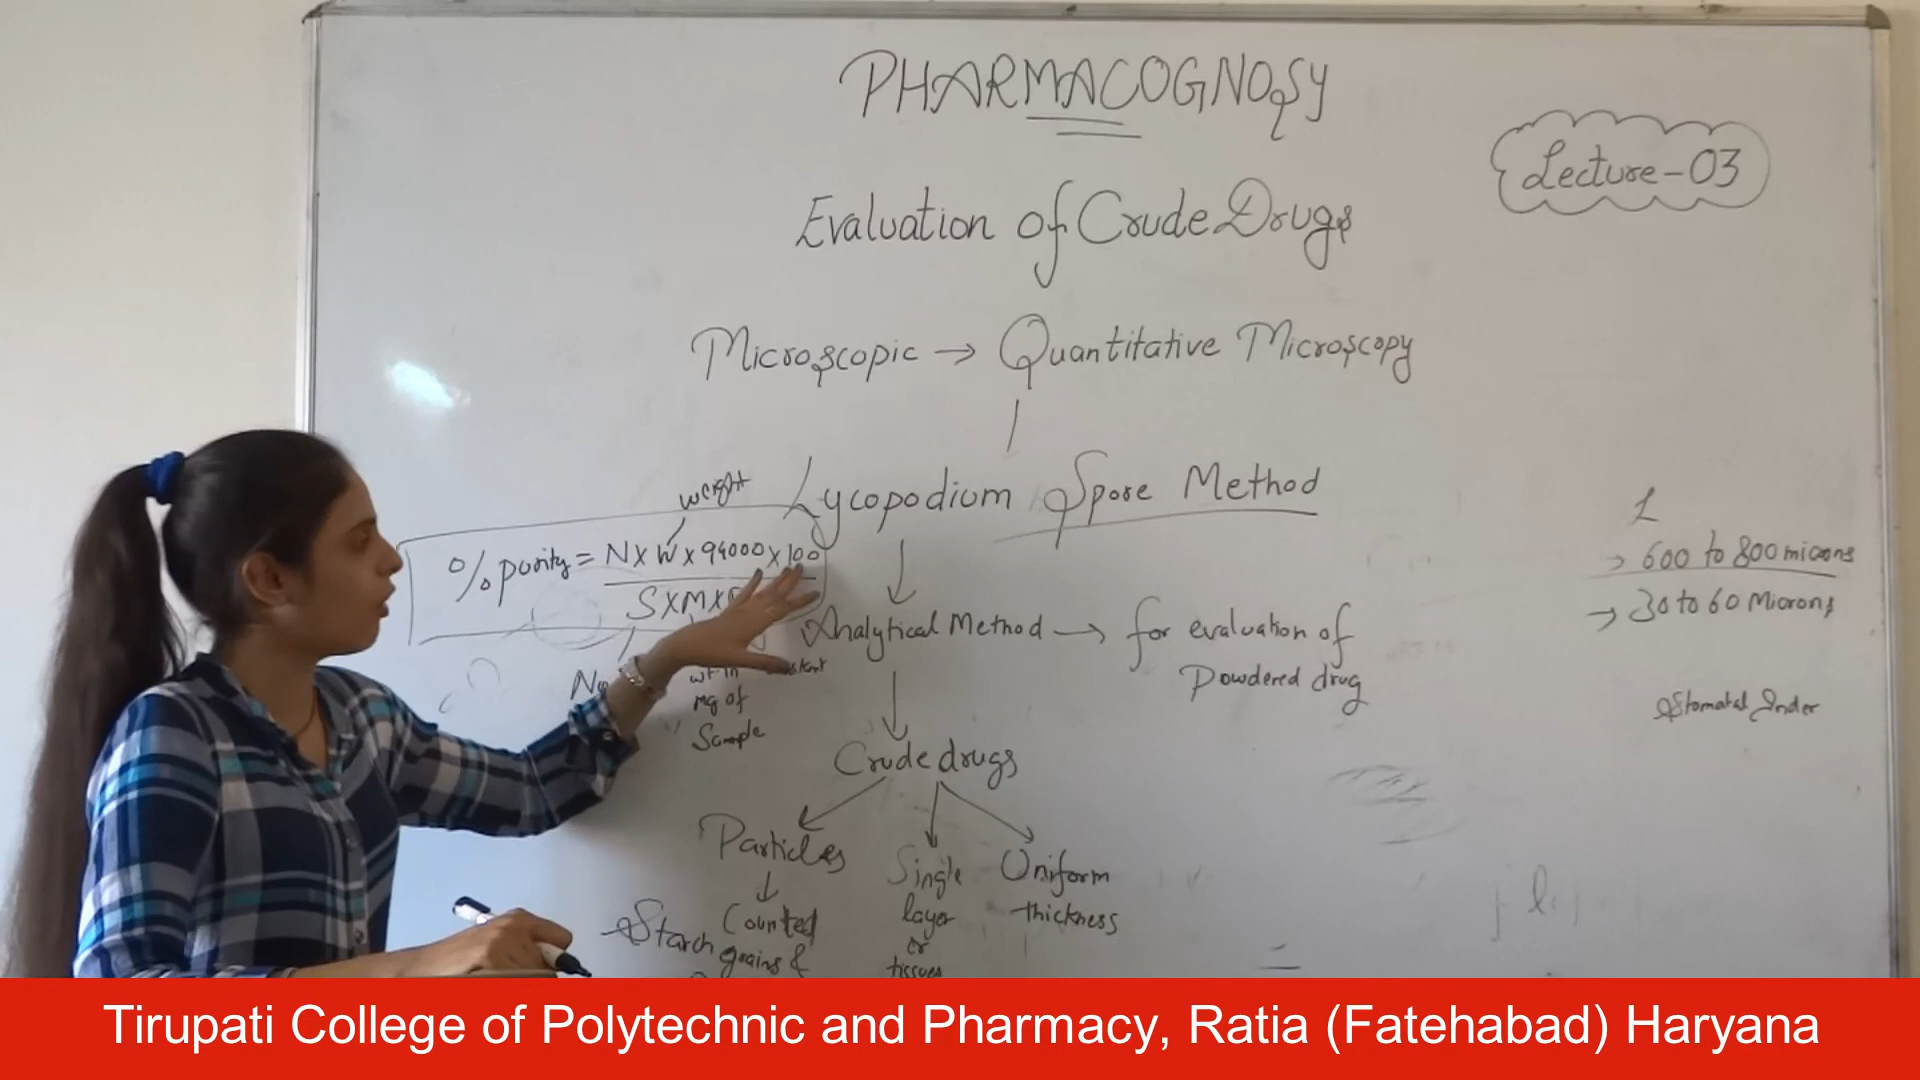 PHARMACOGNOSY
Lecture-03
Evaluation of Crude Drugs
Microscopic → Quantitative Microscopy
Lycopodium Spore Method
weight
% purity = N x W x 94000 x 100
S x M x
→ 600 to 800 microns
→ 30 to 60 Microns
Analytical Method → for evaluation of
Powdered drug
wt in
mg of
Sample
Stomatal Index
Crude drugs
Particles
Single
layer
or
tissues
Uniform
thickness
Counted
Starch grains &
Tirupati College of Polytechnic and Pharmacy, Ratia (Fatehabad) Haryana